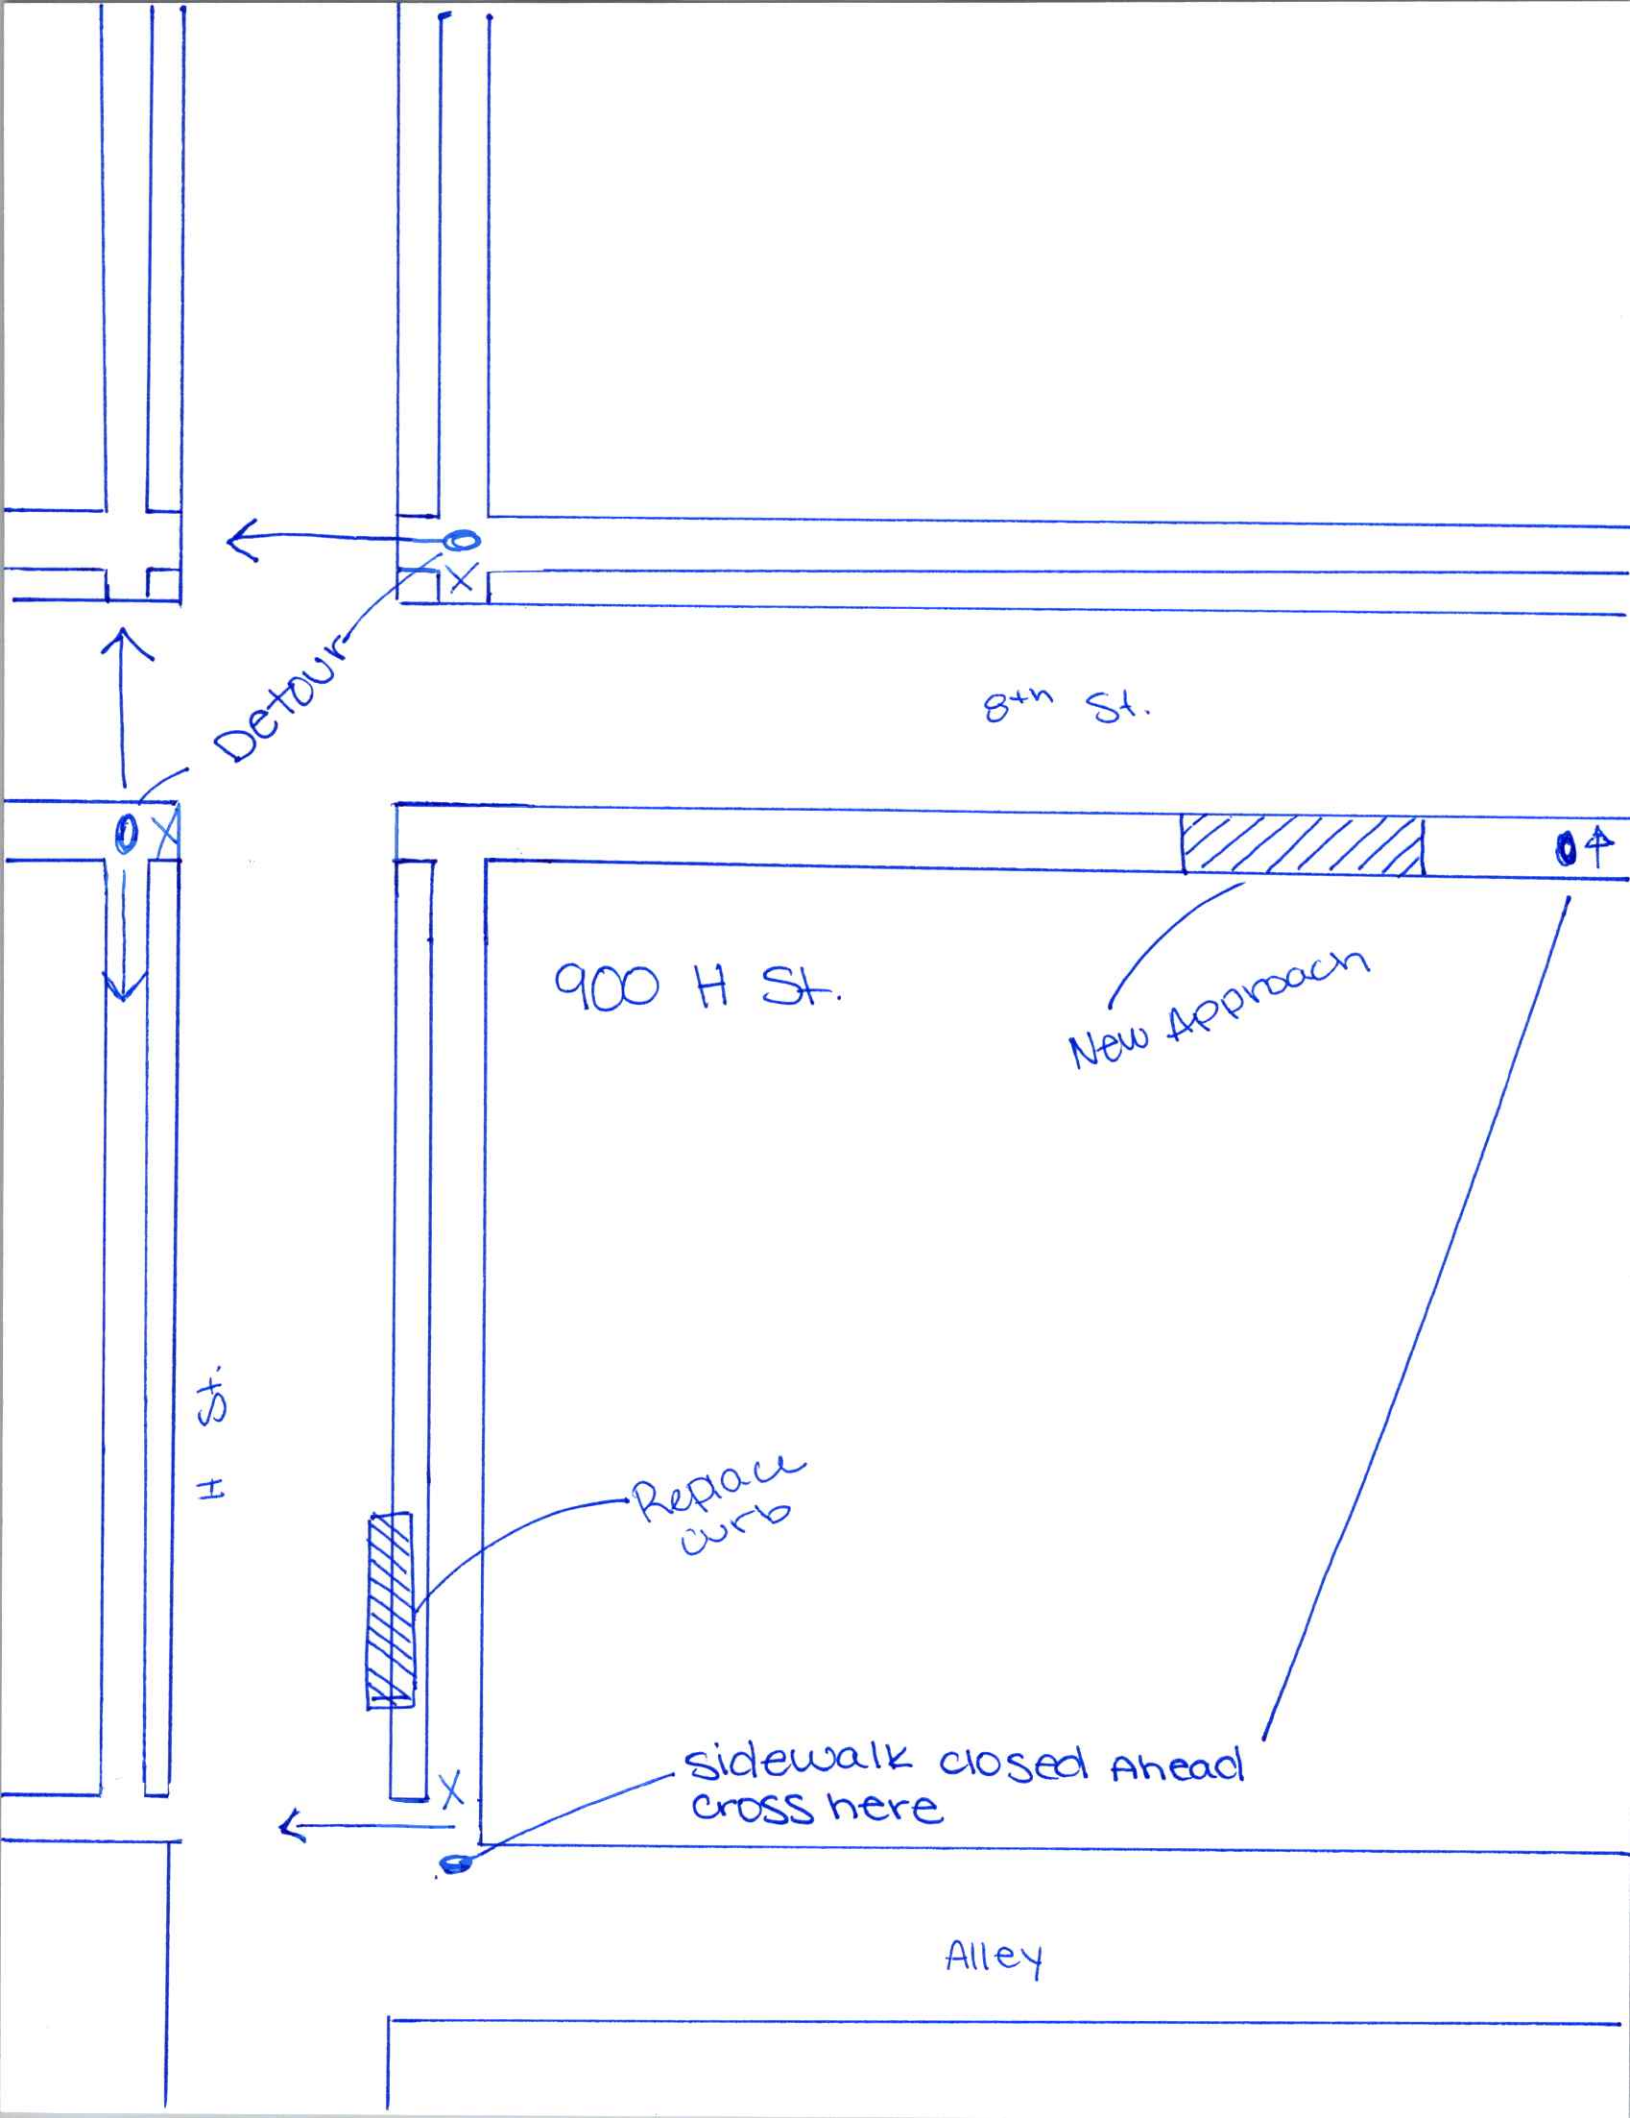 Detour
8th St.
X
X
900 H St.
New Approach
H St.
Replace
curb
X
sidewalk closed Ahead
cross here
Alley